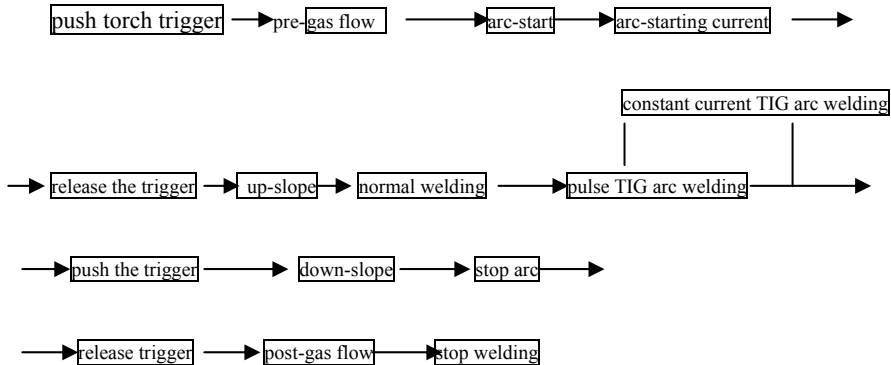 push torch trigger pre-gas flow arc-start arc-starting current
constant current TIG arc welding
release the trigger up-slope normal welding pulse TIG arc welding
push the trigger down-slope stop arc
release trigger post-gas flow stop welding